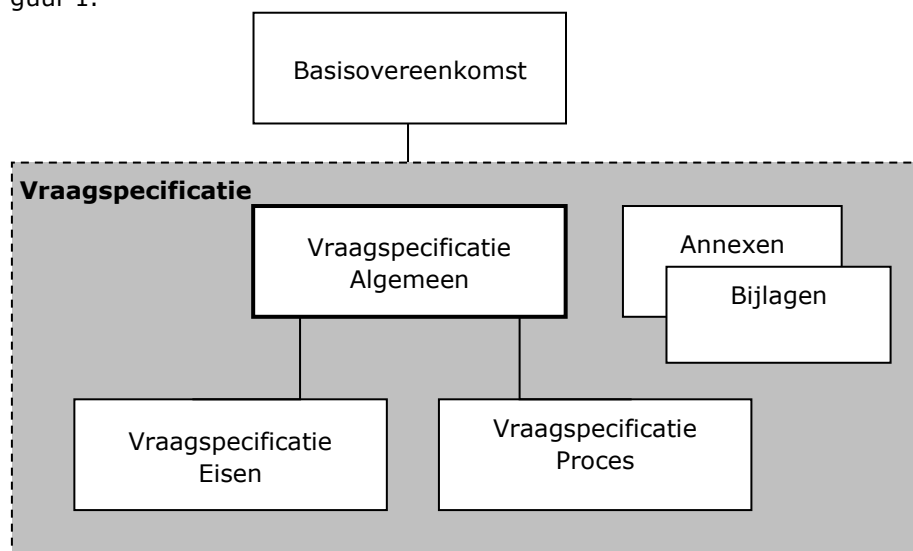 guur 1.
Basisovereenkomst
Vraagspecificatie
Vraagspecificatie
Algemeen
Annexen
Bijlagen
Vraagspecificatie
Eisen
Vraagspecificatie
Proces